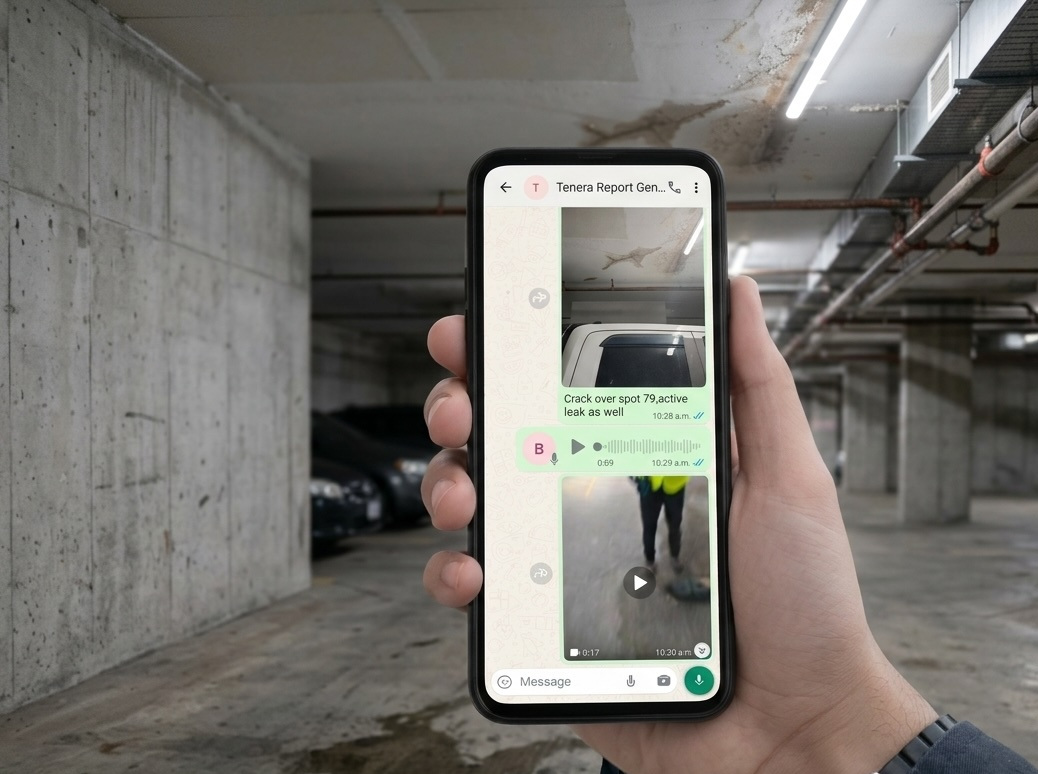 T Tenera Report Gen...
Crack over spot 79,active
leak as well
10:28 a.m.
B
0:69
10.29 a.m.
0:17
10.30 a.m
Message